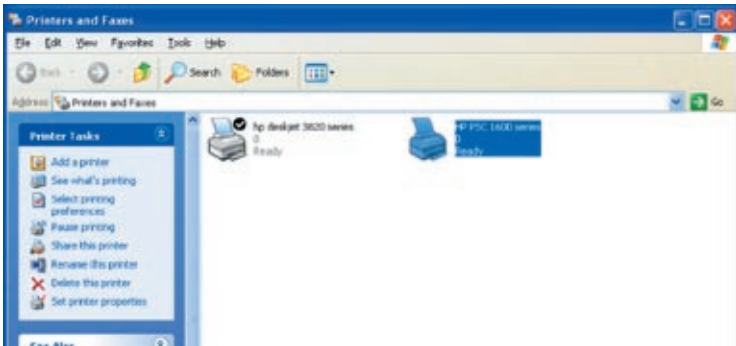 Printers and Faxes
File Edit View Favorites Tools Help
Back Search Folders
Address Printers and Faxes Go
Printer Tasks
Add a printer
See what's printing
Select printing
preferences
Pause printing
Share this printer
Rename this printer
Delete this printer
Set printer properties
See Also
hp deskjet 3820 series
0
Ready
HP PSC 1600 series
0
Ready